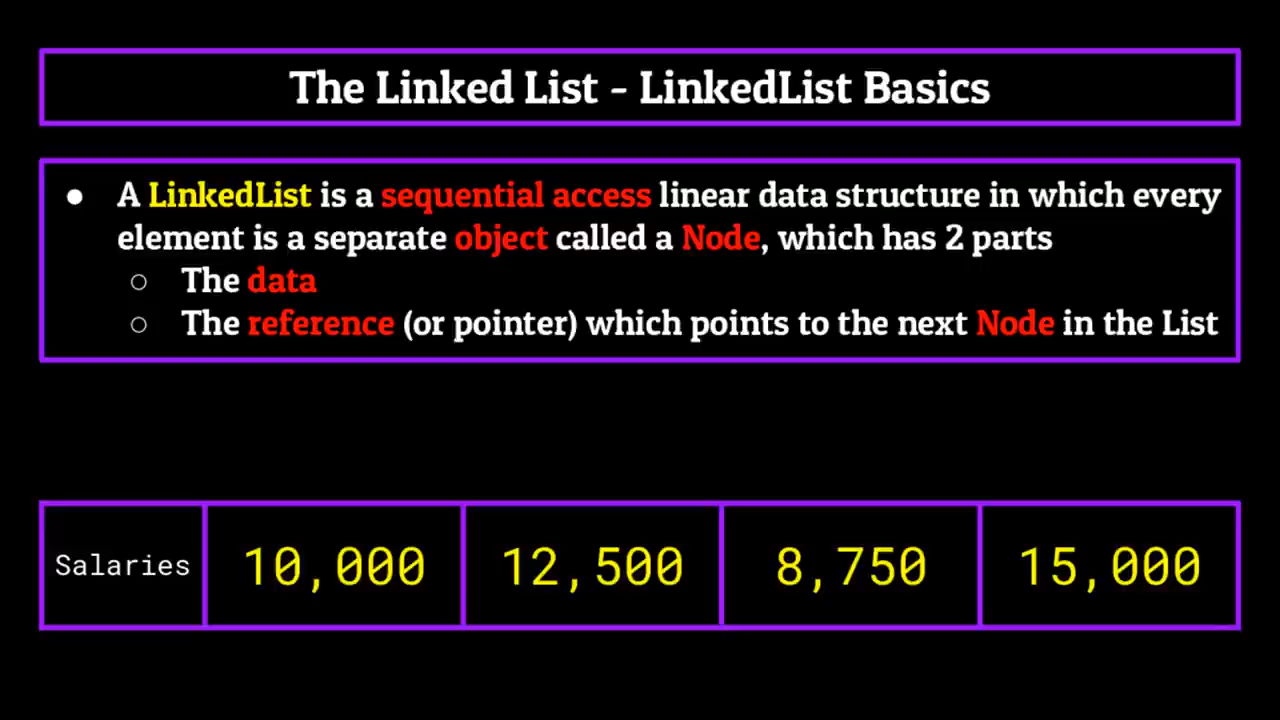 The Linked List - LinkedList Basics
● A LinkedList is a sequential access linear data structure in which every
element is a separate object called a Node, which has 2 parts
○ The data
○ The reference (or pointer) which points to the next Node in the List
Salaries 10,000 12,500 8,750 15,000